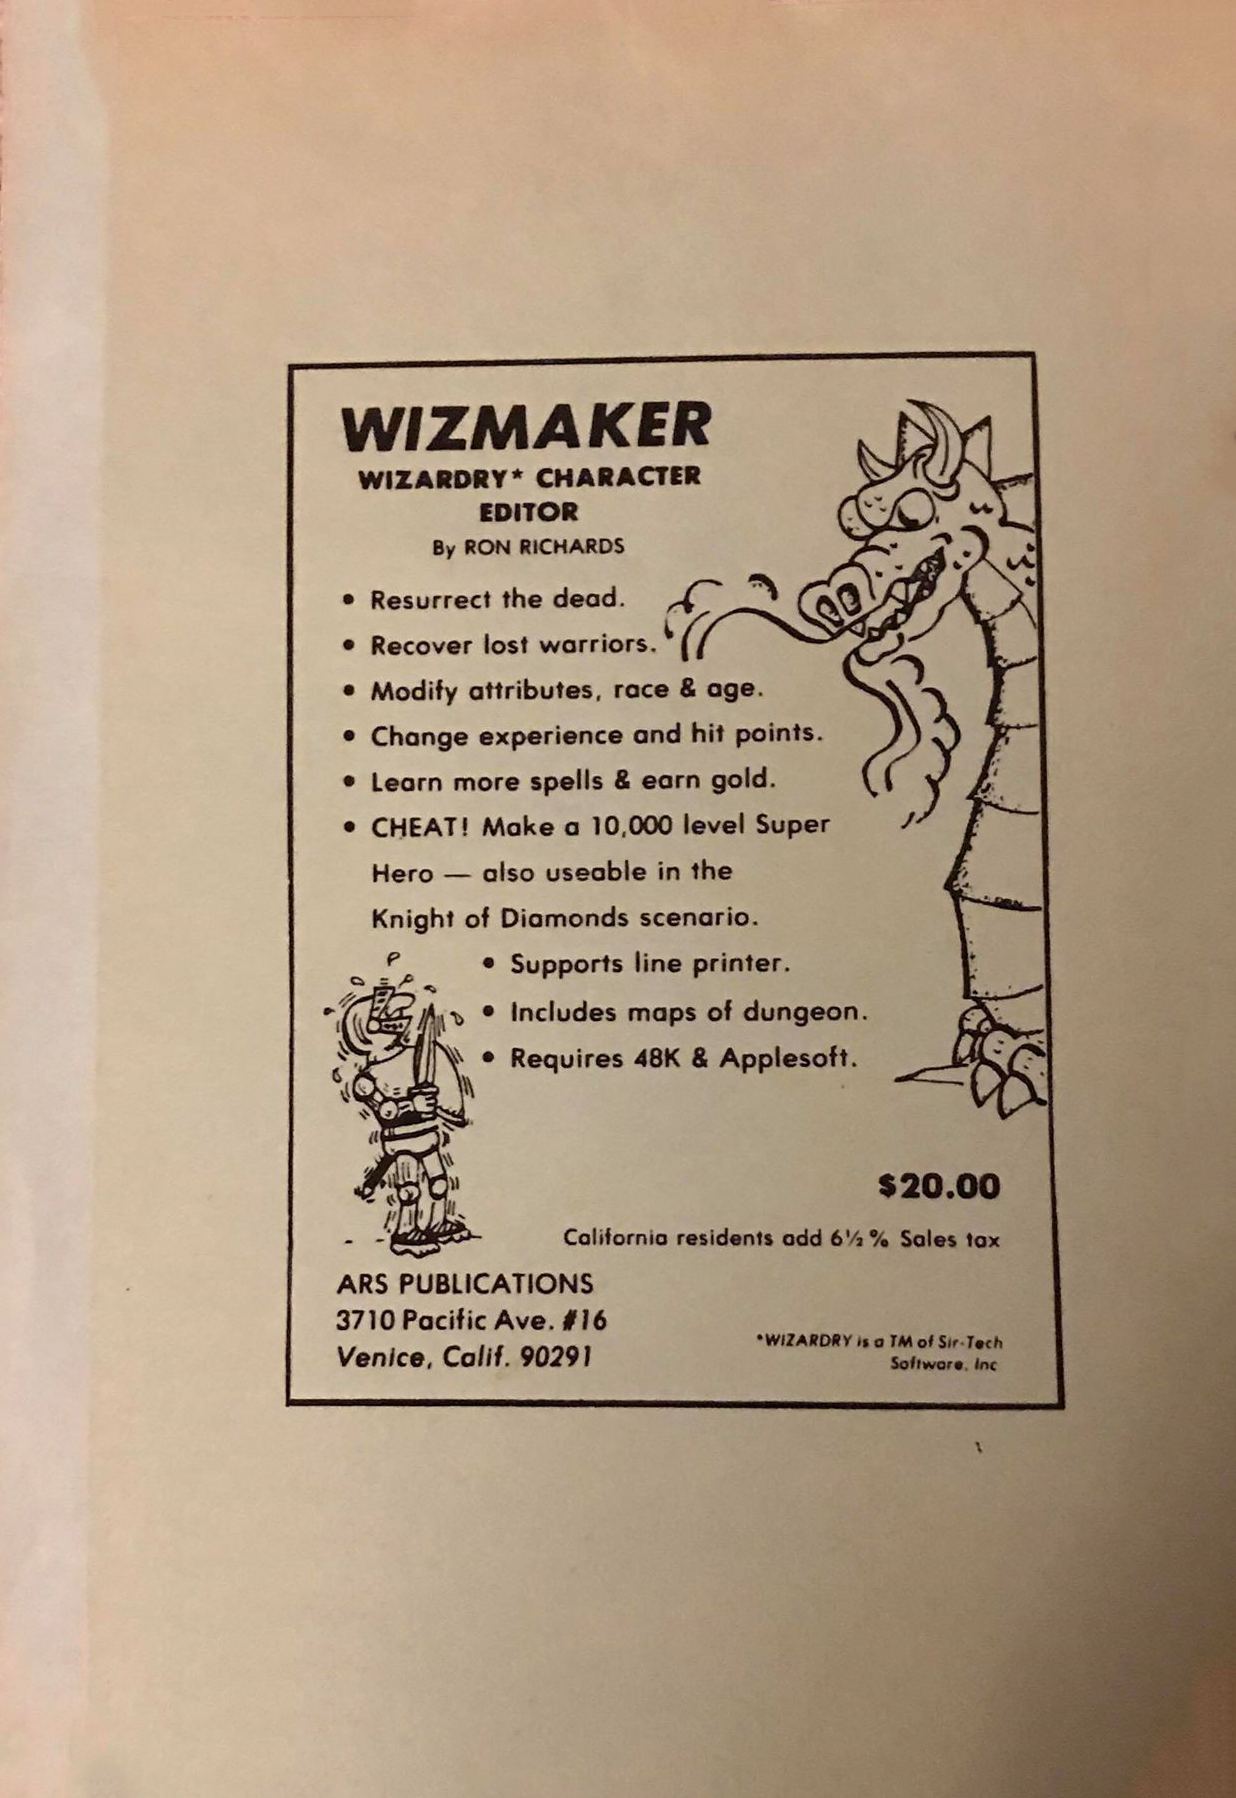 WIZMAKER
WIZARDRY* CHARACTER
EDITOR
By RON RICHARDS
• Resurrect the dead.
• Recover lost warriors.
• Modify attributes, race & age.
• Change experience and hit points.
• Learn more spells & earn gold.
• CHEAT! Make a 10,000 level Super
Hero — also useable in the
Knight of Diamonds scenario.
• Supports line printer.
• Includes maps of dungeon.
• Requires 48K & Applesoft.
$20.00
California residents add 6½% Sales tax
ARS PUBLICATIONS
3710 Pacific Ave. #16
Venice, Calif. 90291
*WIZARDRY is a TM of Sir-Tech
Software, Inc